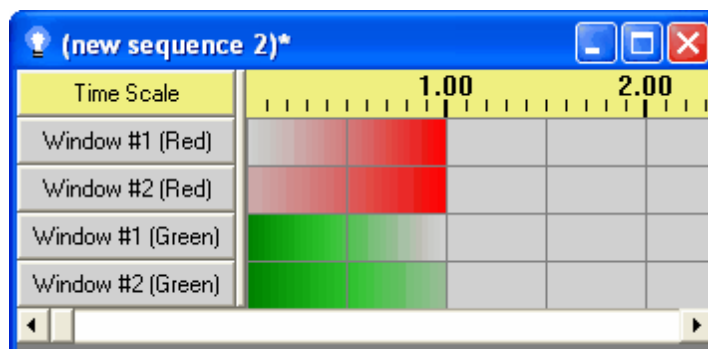 (new sequence 2)*
Time Scale 1.00 2.00
Window #1 (Red)
Window #2 (Red)
Window #1 (Green)
Window #2 (Green)